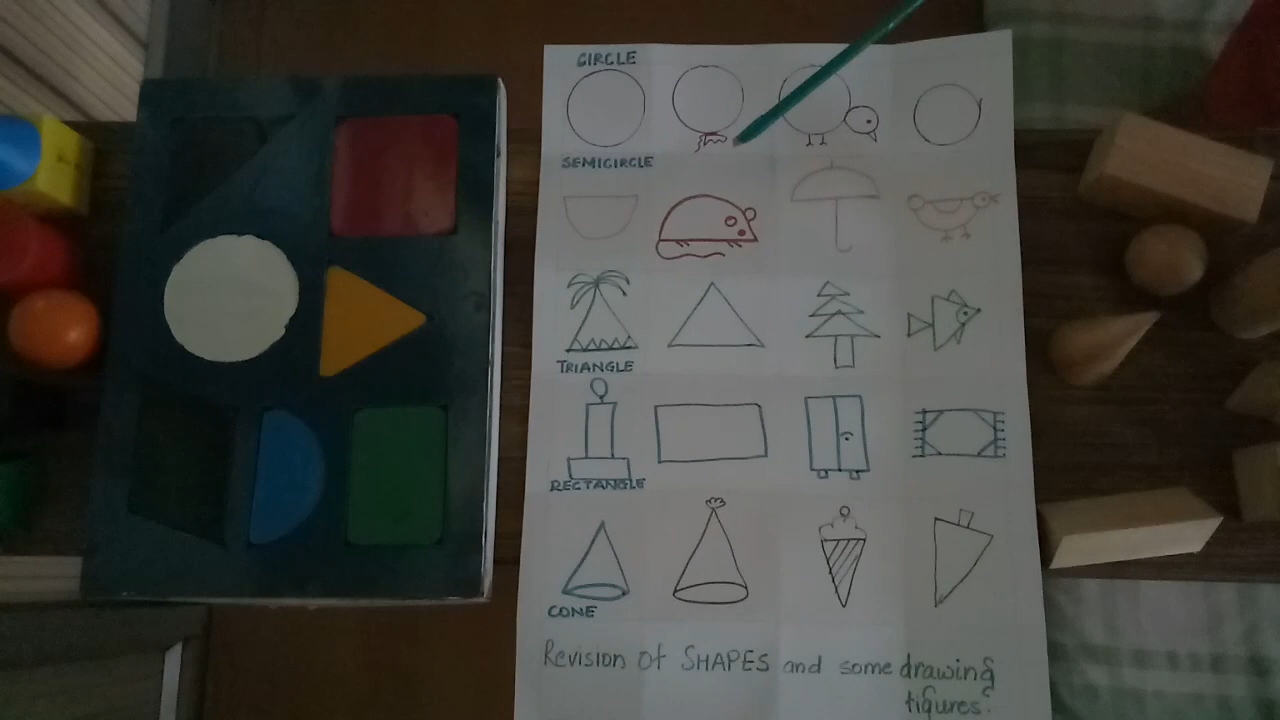 CIRCLE
SEMICIRCLE
TRIANGLE
RECTANGLE
CONE
Revision of SHAPES and some drawing
figures.